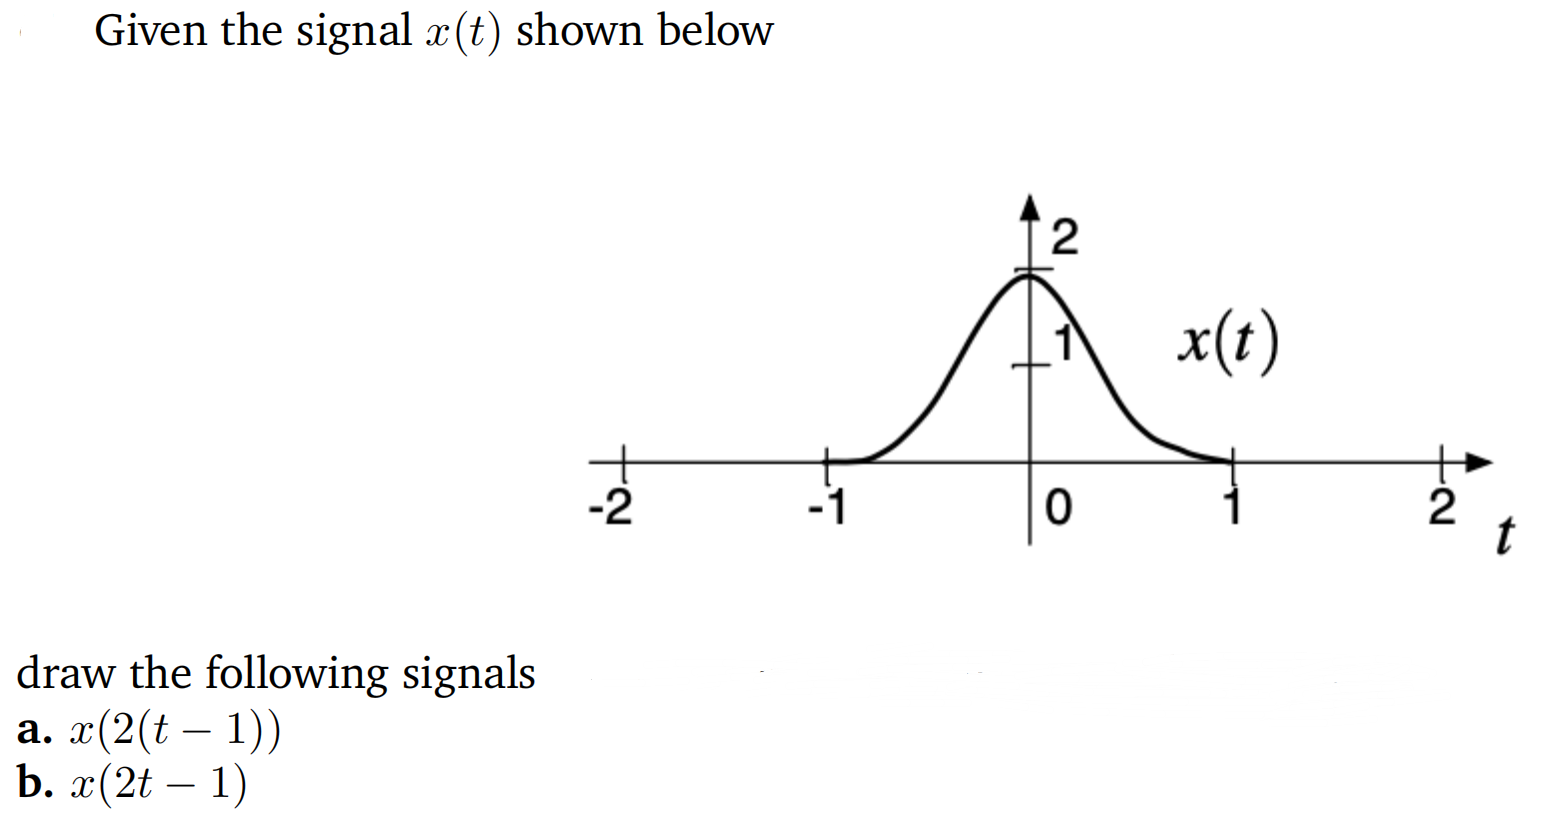 Given the signal x(t) shown below
2
1
x(t)
-2 -1 0 1 2
t
draw the following signals
a. x(2(t − 1))
b. x(2t − 1)